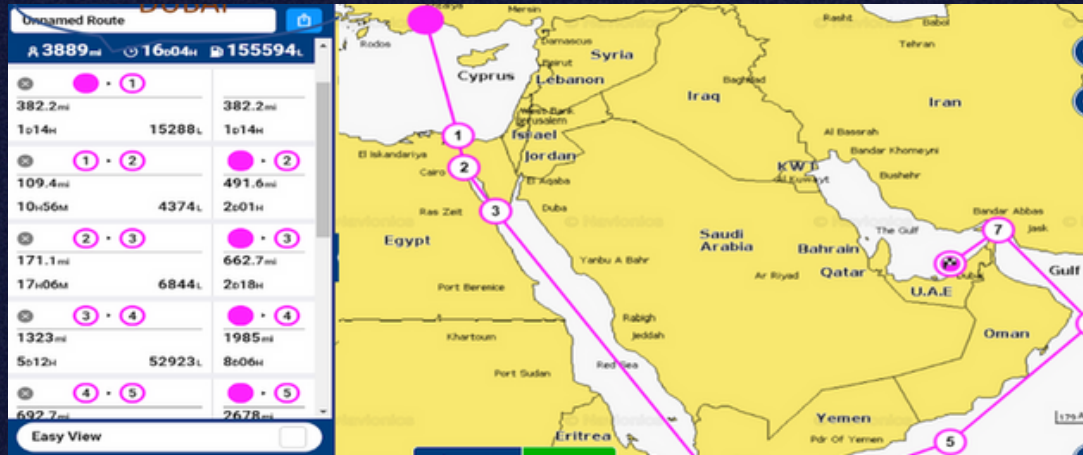 DUBAI
Unnamed Route
3889mi 16D04H 155594L
1
382.2mi 382.2mi
1D14H 15288L 1D14H
1 2 2
109.4mi 491.6mi
10H56M 4374L 2D01H
2 3 3
171.1mi 662.7mi
17H06M 6844L 2D18H
3 4 4
1323mi 1985mi
5D12H 52923L 8D06H
4 5 5
692.7mi 2678mi
Easy View
Mersin
Rodos
Cyprus
Damascus
Beirut
Syria
Lebanon
West Bank
Jerusalem
Israel
Jordan
El Iskandariya
Cairo
El Aqaba
Ras Zeit
Duba
Egypt
Port Berenice
Yanbu A Bahr
Khartoum
Rabigh
Jeddah
Port Sudan
Red Sea
Eritrea
Rasht
Babol
Tehran
Baghdad
Iraq
Iran
Al Bassrah
Bandar Khomeyni
KWT
Al Kuwayt
Bushehr
© Navionics
Saudi
Arabia
Ar Riyad
The Gulf
Bahrain
Qatar
Bandar Abbas
Jask
Dubai
Gulf
U.A.E
Oman
Yemen
Pdr Of Yemen
1
2
3
5
7